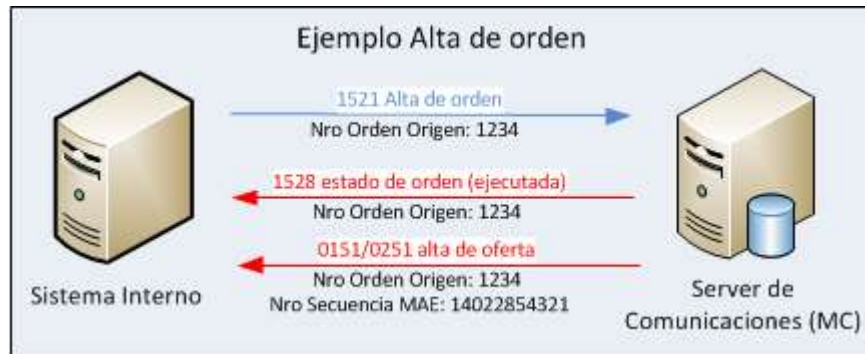 Ejemplo Alta de orden
1521 Alta de orden
Nro Orden Origen: 1234
1528 estado de orden (ejecutada)
Nro Orden Origen: 1234
0151/0251 alta de oferta
Nro Orden Origen: 1234
Nro Secuencia MAE: 14022854321
Sistema Interno
Server de
Comunicaciones (MC)